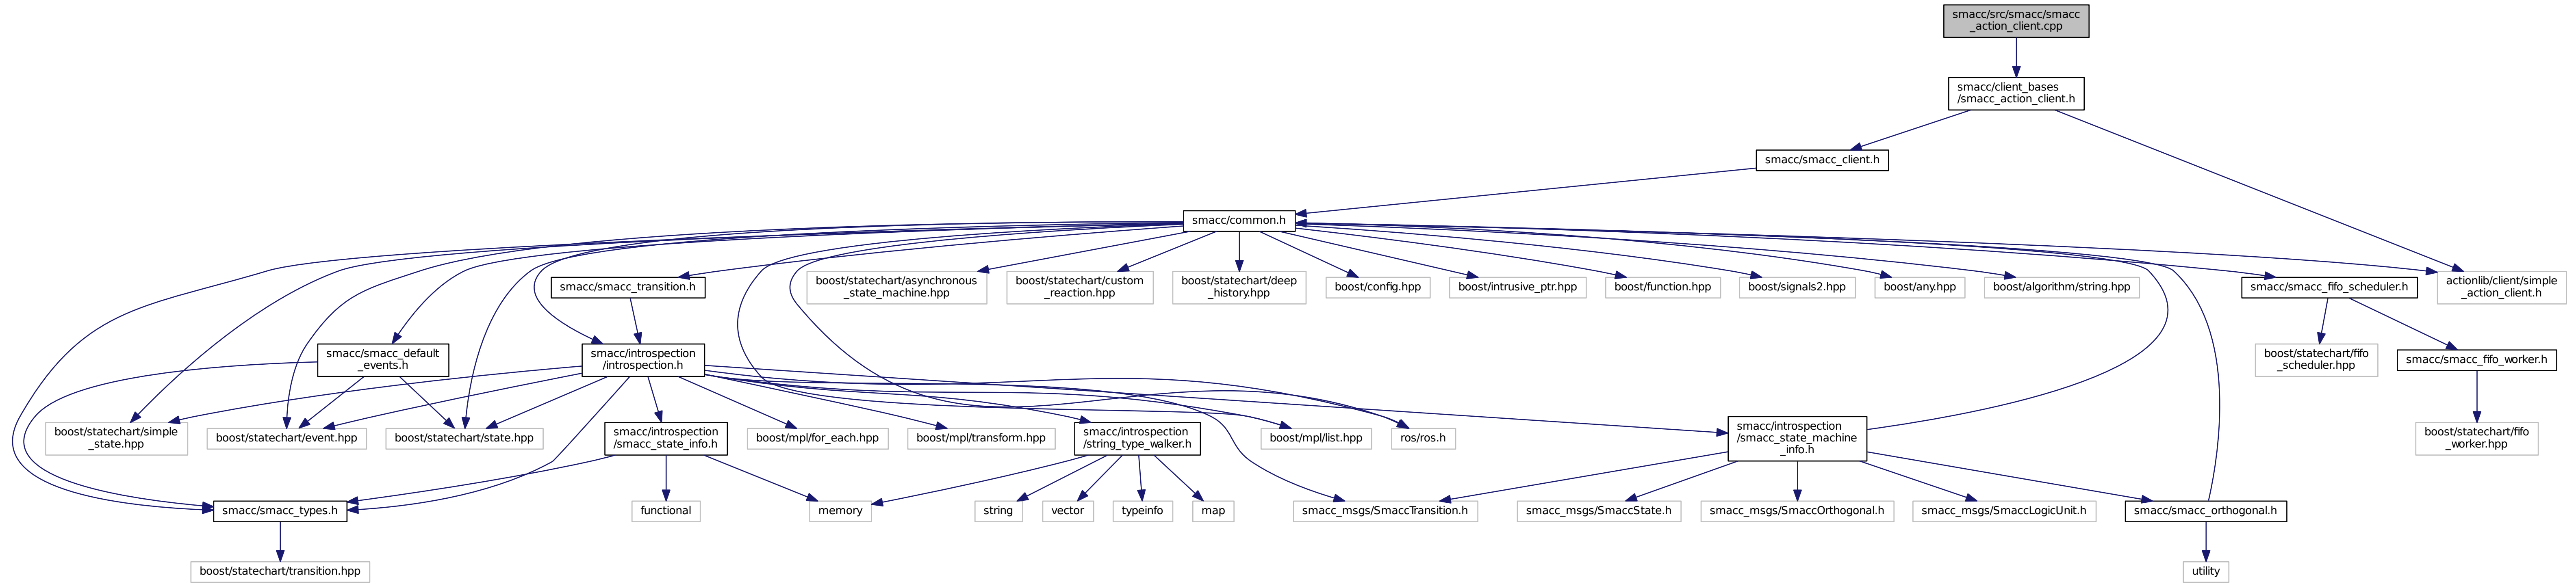 smacc/src/smacc/smacc
_action_client.cpp
smacc/client_bases
/smacc_action_client.h
smacc/smacc_client.h
smacc/common.h
smacc/smacc_transition.h
boost/statechart/asynchronous
_state_machine.hpp
boost/statechart/custom
_reaction.hpp
boost/statechart/deep
_history.hpp
boost/config.hpp
boost/intrusive_ptr.hpp
boost/function.hpp
boost/signals2.hpp
boost/any.hpp
boost/algorithm/string.hpp
smacc/smacc_fifo_scheduler.h
actionlib/client/simple
_action_client.h
smacc/smacc_default
_events.h
smacc/introspection
/introspection.h
boost/statechart/fifo
_scheduler.hpp
smacc/smacc_fifo_worker.h
boost/statechart/simple
_state.hpp
boost/statechart/event.hpp
boost/statechart/state.hpp
smacc/introspection
/smacc_state_info.h
boost/mpl/for_each.hpp
boost/mpl/transform.hpp
smacc/introspection
/string_type_walker.h
boost/mpl/list.hpp
ros/ros.h
smacc/introspection
/smacc_state_machine
_info.h
boost/statechart/fifo
_worker.hpp
smacc/smacc_types.h
functional
memory
string
vector
typeinfo
map
smacc_msgs/SmaccTransition.h
smacc_msgs/SmaccState.h
smacc_msgs/SmaccOrthogonal.h
smacc_msgs/SmaccLogicUnit.h
smacc/smacc_orthogonal.h
boost/statechart/transition.hpp
utility